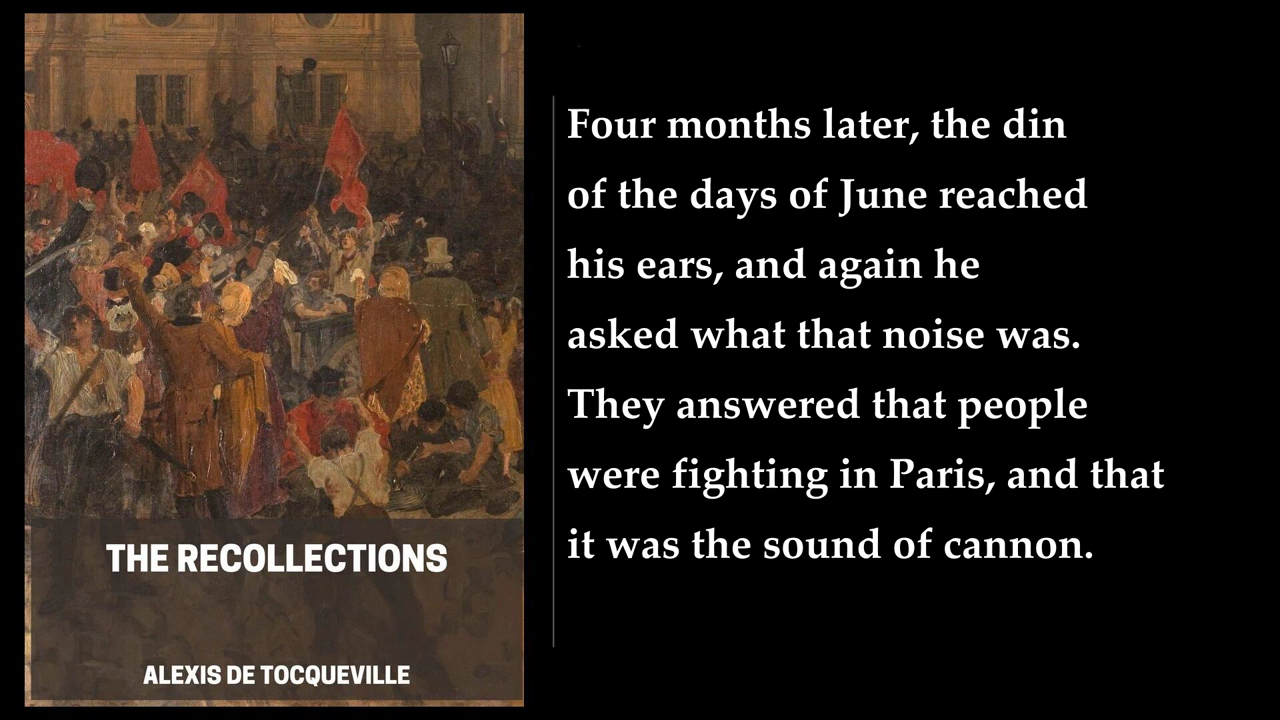 THE RECOLLECTIONS
ALEXIS DE TOCQUEVILLE
Four months later, the din
of the days of June reached
his ears, and again he
asked what that noise was.
They answered that people
were fighting in Paris, and that
it was the sound of cannon.